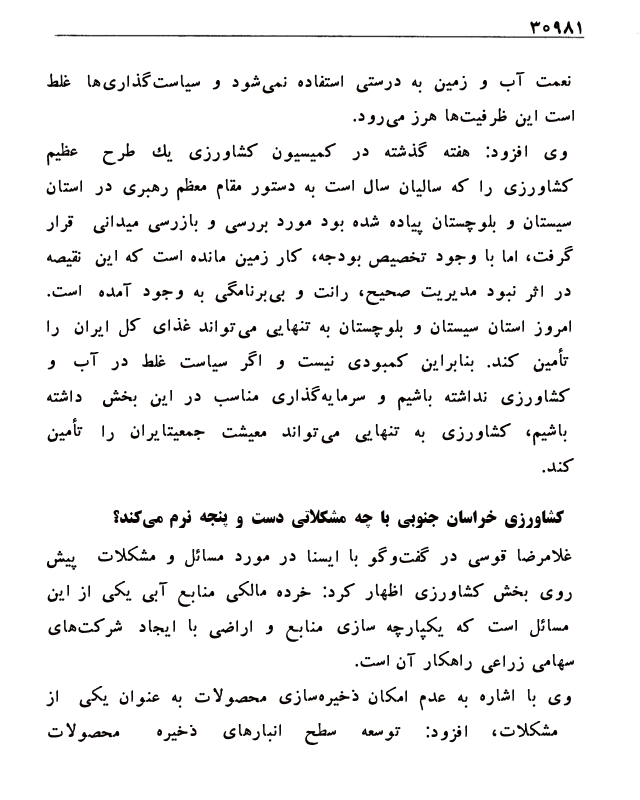 ۳۰۹۸۱
نعمت آب و زمین به درستی استفاده نمی‌شود و سیاست‌گذاری‌ها غلط
است این ظرفیت‌ها هرز می‌رود.
وی افزود: هفته گذشته در کمیسیون کشاورزی یك طرح عظیم
کشاورزی را که سالیان سال است به دستور مقام معظم رهبری در استان
سیستان و بلوچستان پیاده شده بود مورد بررسی و بازرسی میدانی قرار
گرفت، اما با وجود تخصیص بودجه، کار زمین مانده است که این نقیصه
در اثر نبود مدیریت صحیح، رانت و بی‌برنامگی به وجود آمده است.
امروز استان سیستان و بلوچستان به تنهایی می‌تواند غذای کل ایران را
تأمین کند. بنابراین کمبودی نیست و اگر سیاست غلط در آب و
کشاورزی نداشته باشیم و سرمایه‌گذاری مناسب در این بخش داشته
باشیم، کشاورزی به تنهایی می‌تواند معیشت جمعیتایران را تأمین
کند.
کشاورزی خراسان جنوبی با چه مشکلاتی دست و پنجه نرم می‌کند؟
غلامرضا قوسی در گفت‌وگو با ایسنا در مورد مسائل و مشکلات پیش
روی بخش کشاورزی اظهار کرد: خرده مالکی منابع آبی یکی از این
مسائل است که یکپارچه سازی منابع و اراضی با ایجاد شرکت‌های
سهامی زراعی راهکار آن است.
وی با اشاره به عدم امکان ذخیره‌سازی محصولات به عنوان یکی از
مشکلات، افزود: توسعه سطح انبارهای ذخیره محصولات